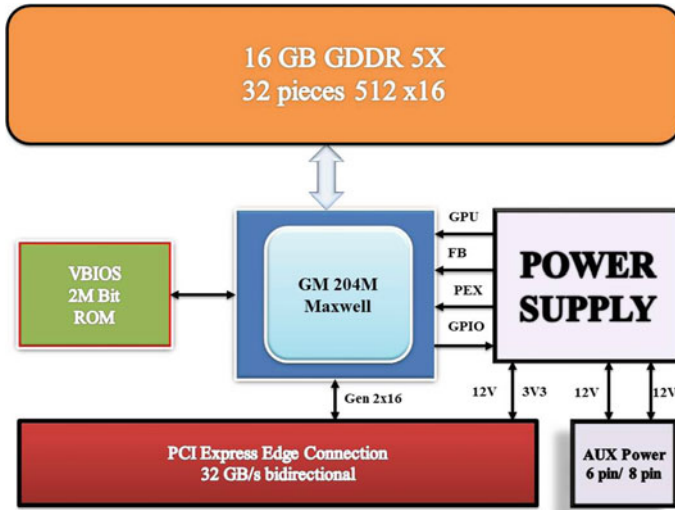 16 GB GDDR 5X
32 pieces 512 x16
GPU
FB
PEX
GPIO
VBIOS
2M Bit
ROM
GM 204M
Maxwell
POWER
SUPPLY
Gen 2x16
12V
3V3
12V
12V
PCI Express Edge Connection
32 GB/s bidirectional
AUX Power
6 pin/ 8 pin